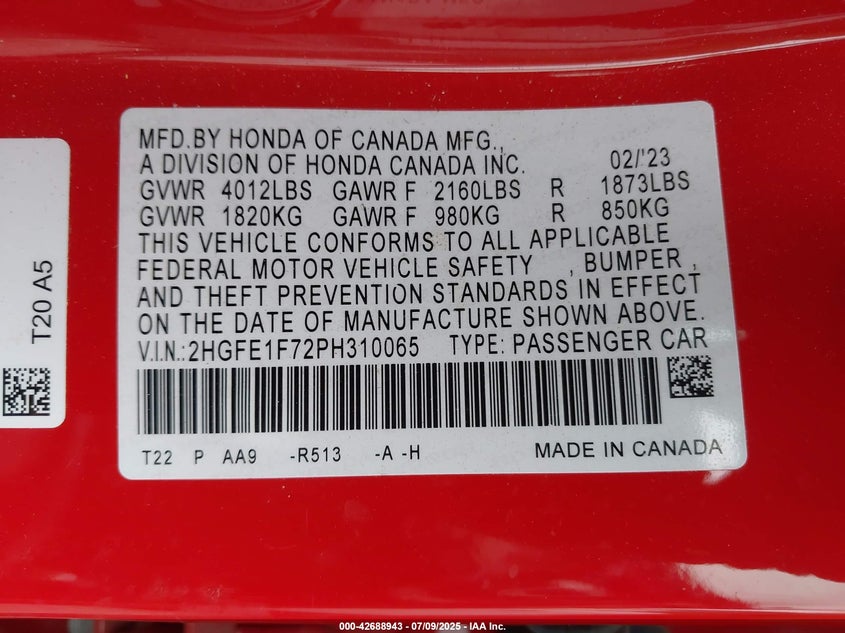 MFD.BY HONDA OF CANADA MFG.,
A DIVISION OF HONDA CANADA INC. 02/'23
GVWR 4012LBS GAWR F 2160LBS R 1873LBS
GVWR 1820KG GAWR F 980KG R 850KG
THIS VEHICLE CONFORMS TO ALL APPLICABLE
FEDERAL MOTOR VEHICLE SAFETY , BUMPER ,
AND THEFT PREVENTION STANDARDS IN EFFECT
ON THE DATE OF MANUFACTURE SHOWN ABOVE.
V.I.N.:2HGFE1F72PH310065 TYPE: PASSENGER CAR
T22 P AA9 -R513 -A -H MADE IN CANADA
T20 A5
000-42688943 / 07/09/2025 - IAA Inc.